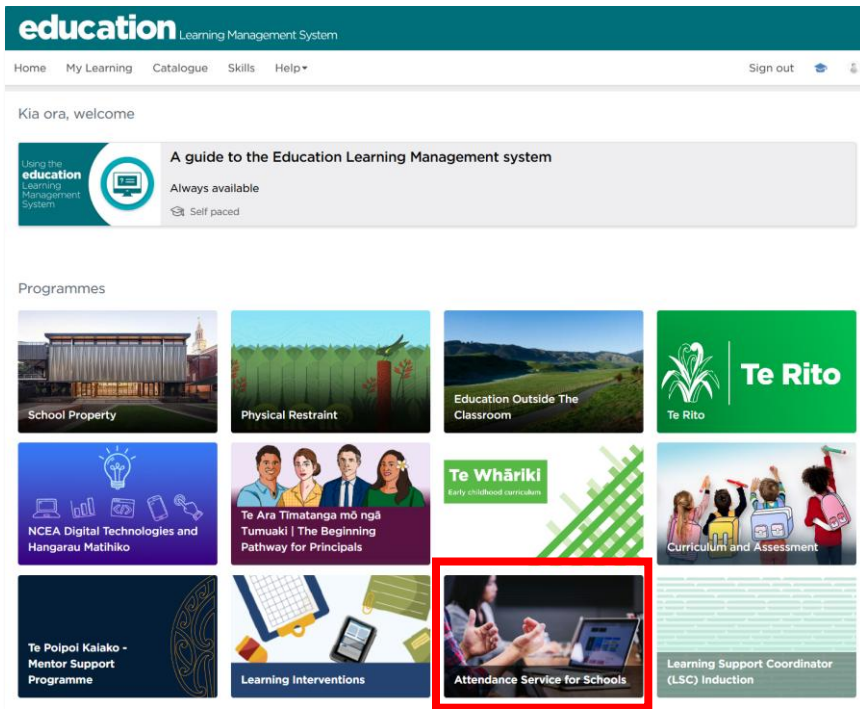 education Learning Management System
Home My Learning Catalogue Skills Help
Sign out
Kia ora, welcome
Using the
education
Learning
Management
System
A guide to the Education Learning Management system
Always available
Self paced
Programmes
School Property
Physical Restraint
Education Outside The
Classroom
Te Rito
Te Rito
NCEA Digital Technologies and
Hangarau Matihiko
Te Ara Tīmatanga mō ngā
Tumuaki | The Beginning
Pathway for Principals
Te Whāriki
Early childhood curriculum
Curriculum and Assessment
Te Poipoi Kaiako -
Mentor Support
Programme
Learning Interventions
Attendance Service for Schools
Learning Support Coordinator
(LSC) Induction